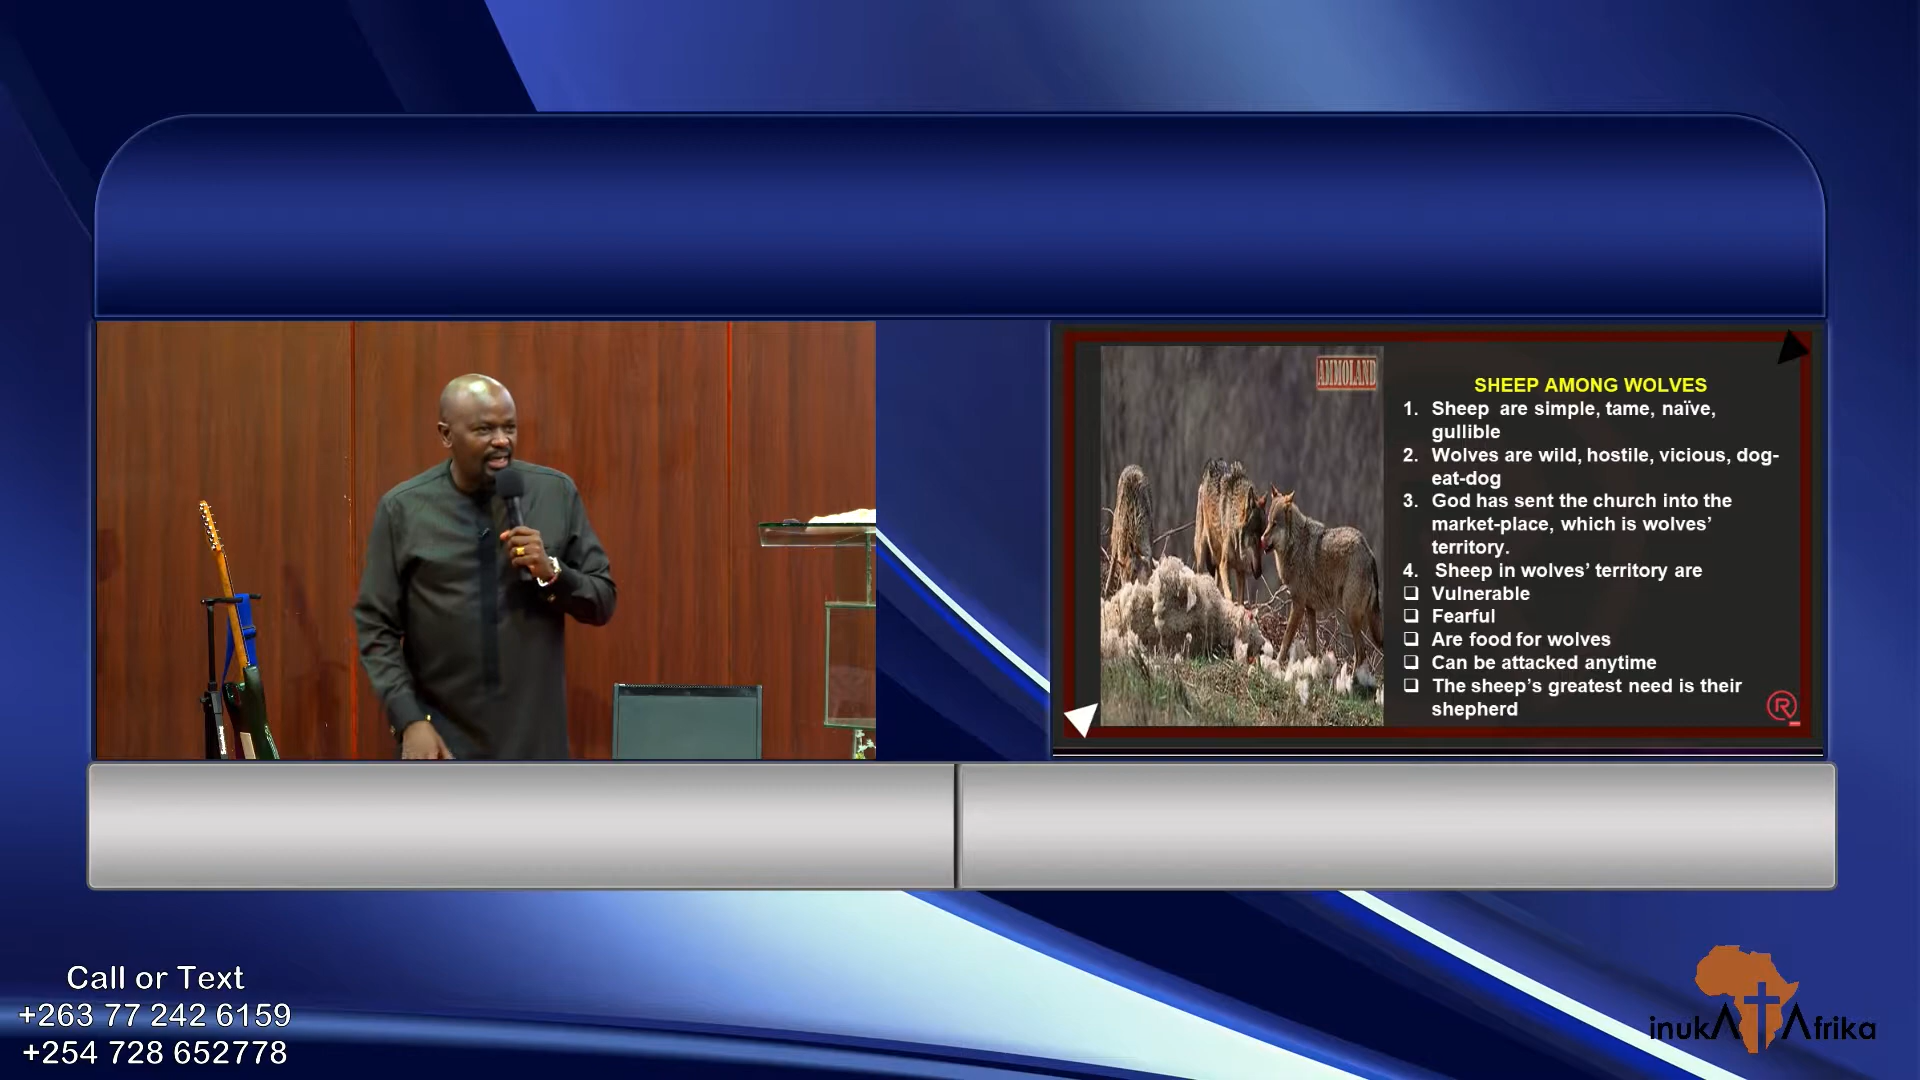 AMMOLAND
SHEEP AMONG WOLVES
1. Sheep are simple, tame, naïve,
gullible
2. Wolves are wild, hostile, vicious, dog-
eat-dog
3. God has sent the church into the
market-place, which is wolves’
territory.
4. Sheep in wolves’ territory are
❑ Vulnerable
❑ Fearful
❑ Are food for wolves
❑ Can be attacked anytime
❑ The sheep’s greatest need is their
shepherd
R
Call or Text
+263 77 242 6159
+254 728 652778
inukA Afrika